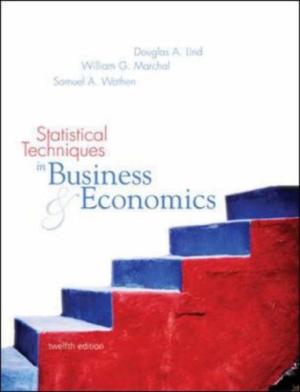 Douglas A. Lind
William G. Marchal
Samuel A. Wathen
Statistical
Techniques
in Business
& Economics
twelfth edition